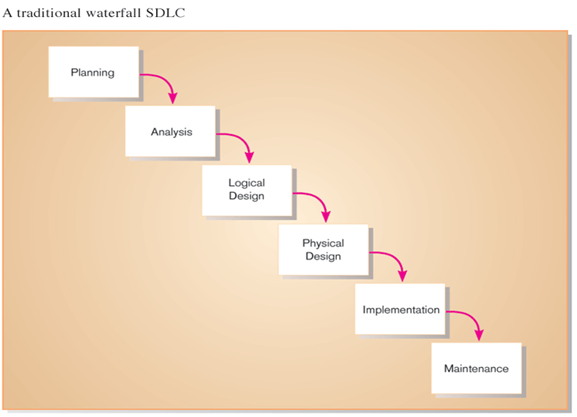 A traditional waterfall SDLC
Planning
Analysis
Logical
Design
Physical
Design
Implementation
Maintenance